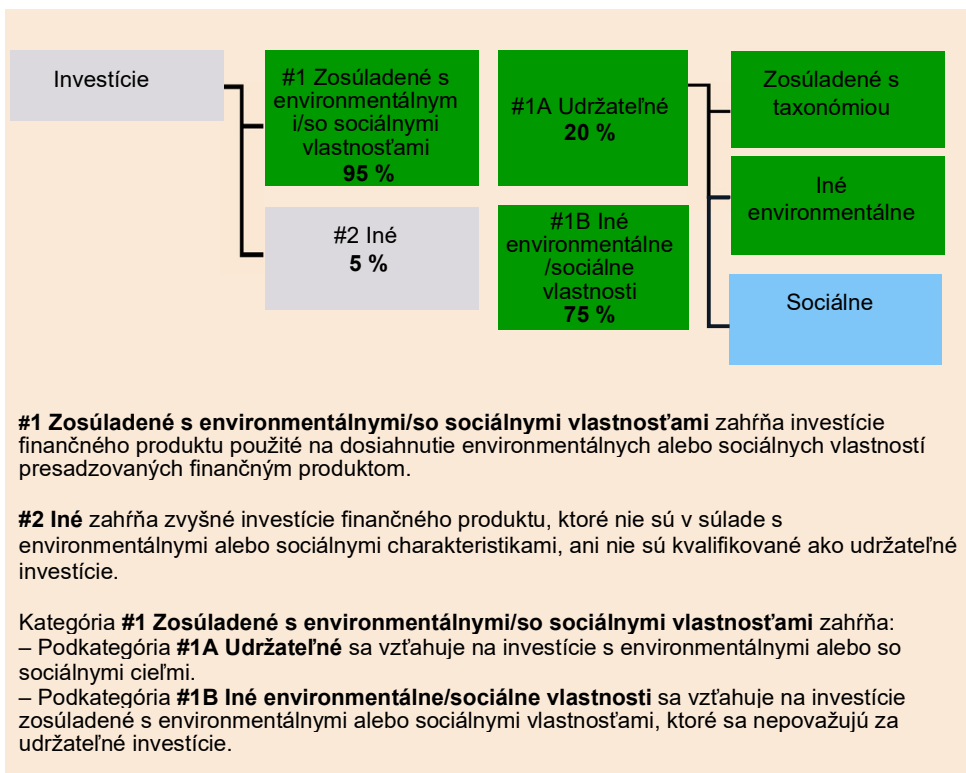 Investície
#1 Zosúladené s
environmentálnym
i/so sociálnymi
vlastnosťami
95 %
#2 Iné
5 %
#1A Udržateľné
20 %
#1B Iné
environmentálne
/sociálne
vlastnosti
75 %
Zosúladené s
taxonómiou
Iné
environmentálne
Sociálne
#1 Zosúladené s environmentálnymi/so sociálnymi vlastnosťami zahŕňa investície
finančného produktu použité na dosiahnutie environmentálnych alebo sociálnych vlastností
presadzovaných finančným produktom.
#2 Iné zahŕňa zvyšné investície finančného produktu, ktoré nie sú v súlade s
environmentálnymi alebo sociálnymi charakteristikami, ani nie sú kvalifikované ako udržateľné
investície.
Kategória #1 Zosúladené s environmentálnymi/so sociálnymi vlastnosťami zahŕňa:
– Podkategória #1A Udržateľné sa vzťahuje na investície s environmentálnymi alebo so
sociálnymi cieľmi.
– Podkategória #1B Iné environmentálne/sociálne vlastnosti sa vzťahuje na investície
zosúladené s environmentálnymi alebo sociálnymi vlastnosťami, ktoré sa nepovažujú za
udržateľné investície.